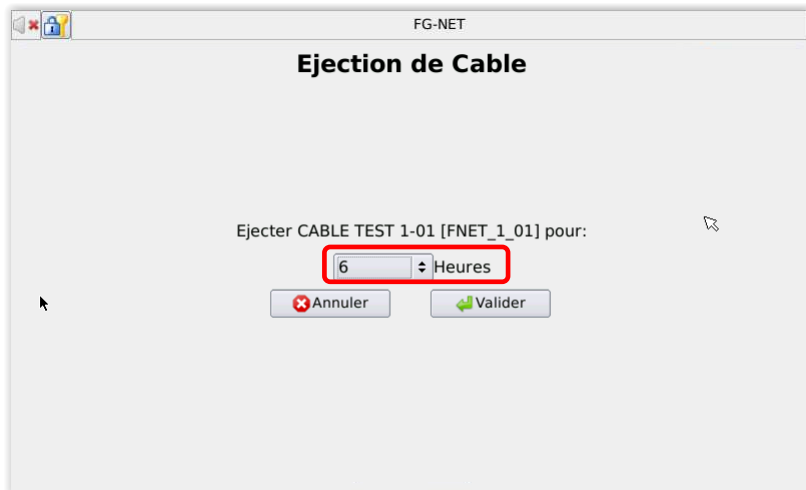 FG-NET
Ejection de Cable
Ejecter CABLE TEST 1-01 [FNET_1_01] pour:
6 Heures
Annuler Valider